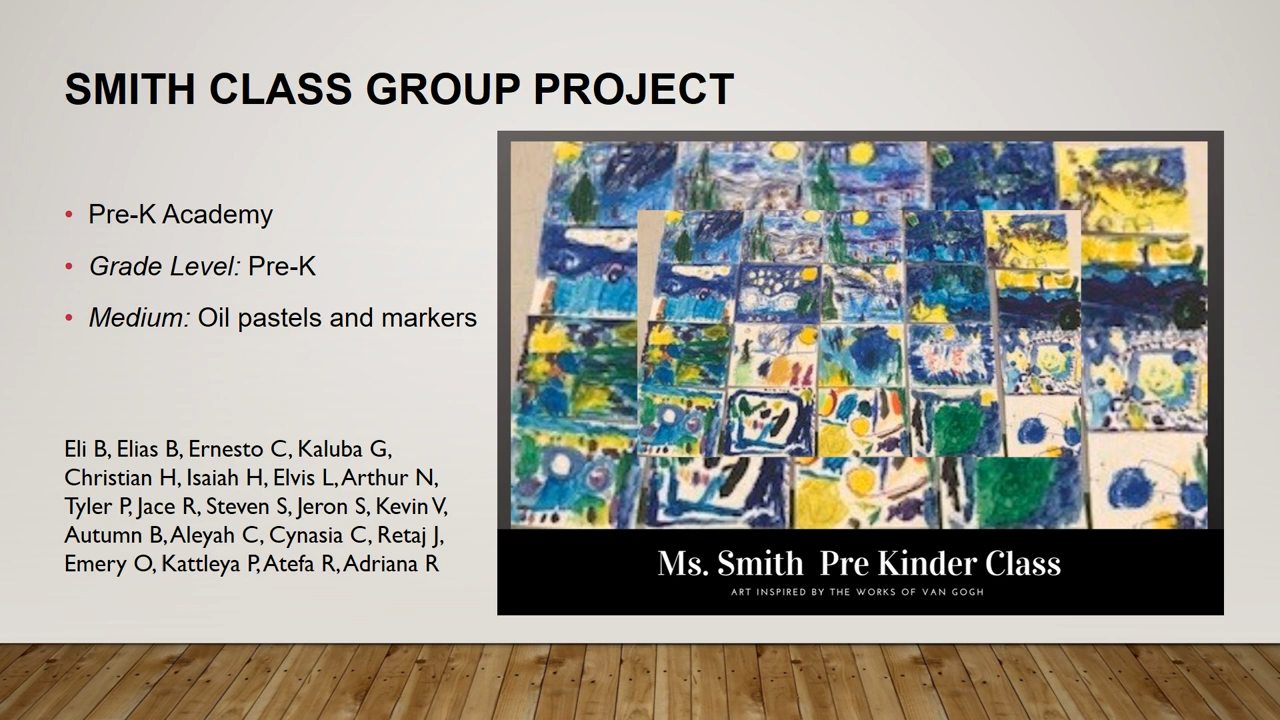 SMITH CLASS GROUP PROJECT
• Pre-K Academy
• Grade Level: Pre-K
• Medium: Oil pastels and markers
Eli B, Elias B, Ernesto C, Kaluba G,
Christian H, Isaiah H, Elvis L, Arthur N,
Tyler P, Jace R, Steven S, Jeron S, Kevin V,
Autumn B, Aleyah C, Cynasia C, Retaj J,
Emery O, Kattleya P, Atefa R, Adriana R
Ms. Smith Pre Kinder Class
ART INSPIRED BY THE WORKS OF VAN GOGH